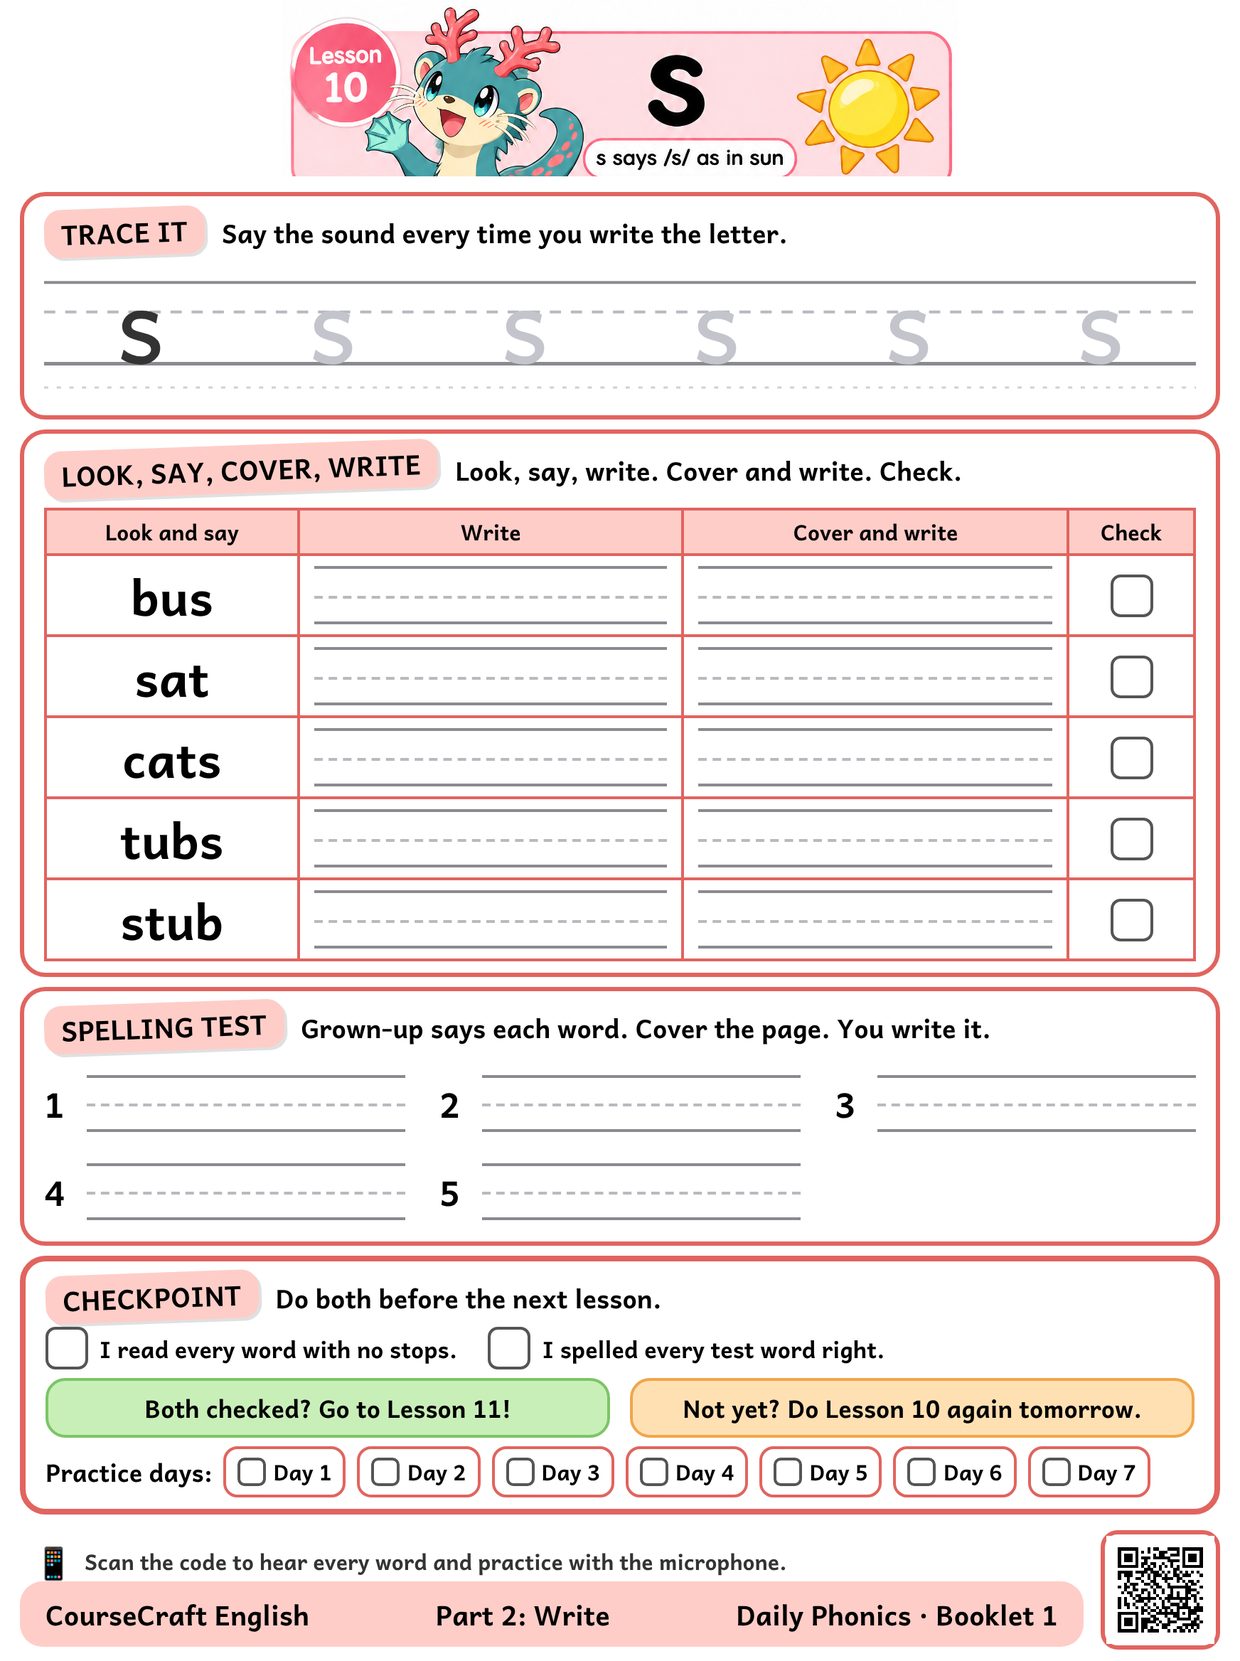 Lesson
10
s
s says /s/ as in sun
TRACE IT Say the sound every time you write the letter.
s s s s s s
LOOK, SAY, COVER, WRITE Look, say, write. Cover and write. Check.
Look and say Write Cover and write Check
bus
sat
cats
tubs
stub
SPELLING TEST Grown-up says each word. Cover the page. You write it.
1 2 3
4 5
CHECKPOINT Do both before the next lesson.
I read every word with no stops. I spelled every test word right.
Both checked? Go to Lesson 11! Not yet? Do Lesson 10 again tomorrow.
Practice days: Day 1 Day 2 Day 3 Day 4 Day 5 Day 6 Day 7
Scan the code to hear every word and practice with the microphone.
CourseCraft English Part 2: Write Daily Phonics · Booklet 1